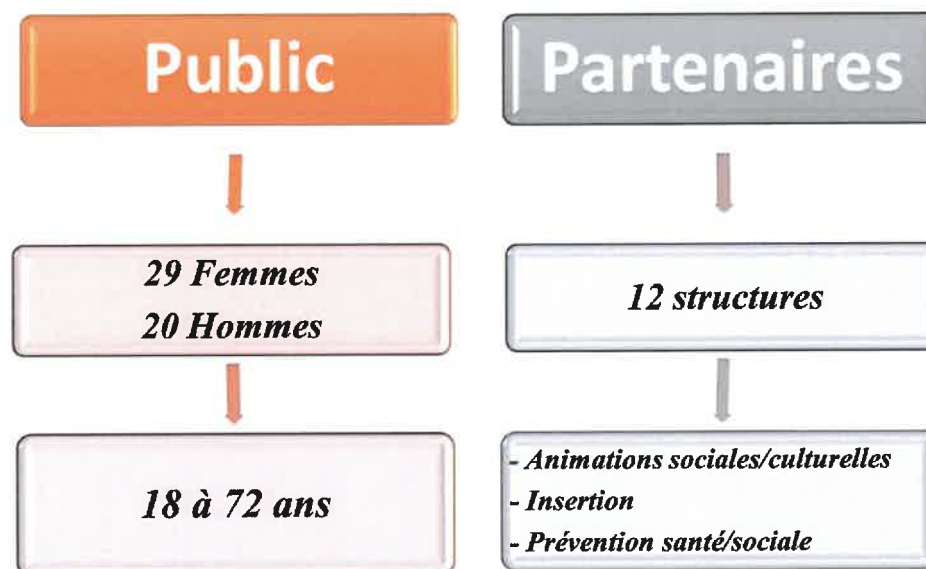 Public
29 Femmes
20 Hommes
18 à 72 ans
Partenaires
12 structures
- Animations sociales/culturelles
- Insertion
- Prévention santé/sociale